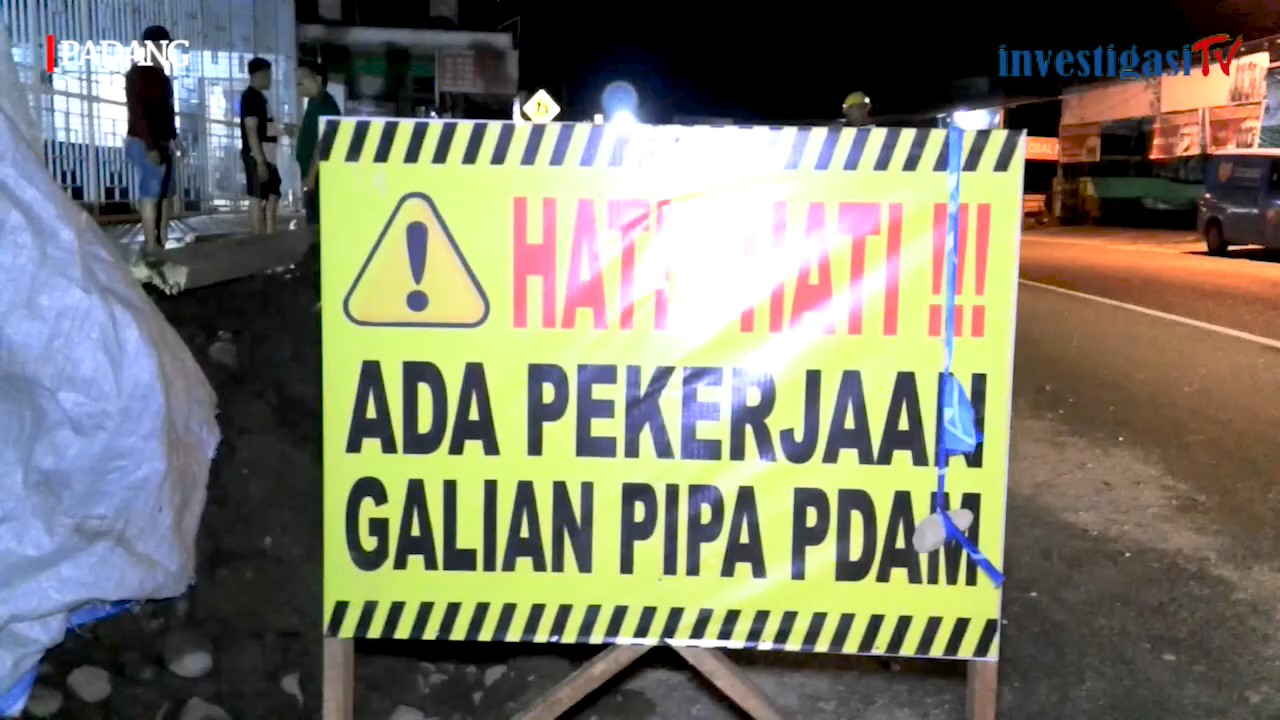 PADANG
investigasiTV
HATI HATI !!!
ADA PEKERJAAN
GALIAN PIPA PDAM